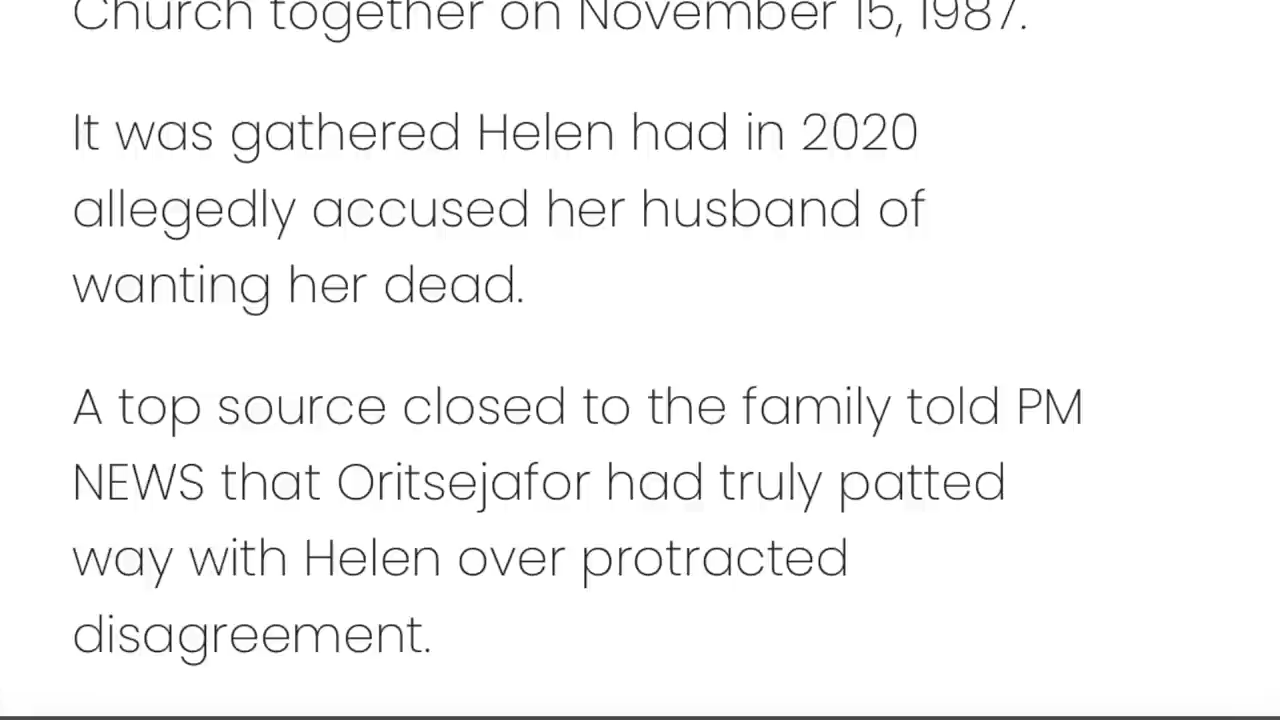 Church together on November 15, 1987.
It was gathered Helen had in 2020
allegedly accused her husband of
wanting her dead.
A top source closed to the family told PM
NEWS that Oritsejafor had truly patted
way with Helen over protracted
disagreement.